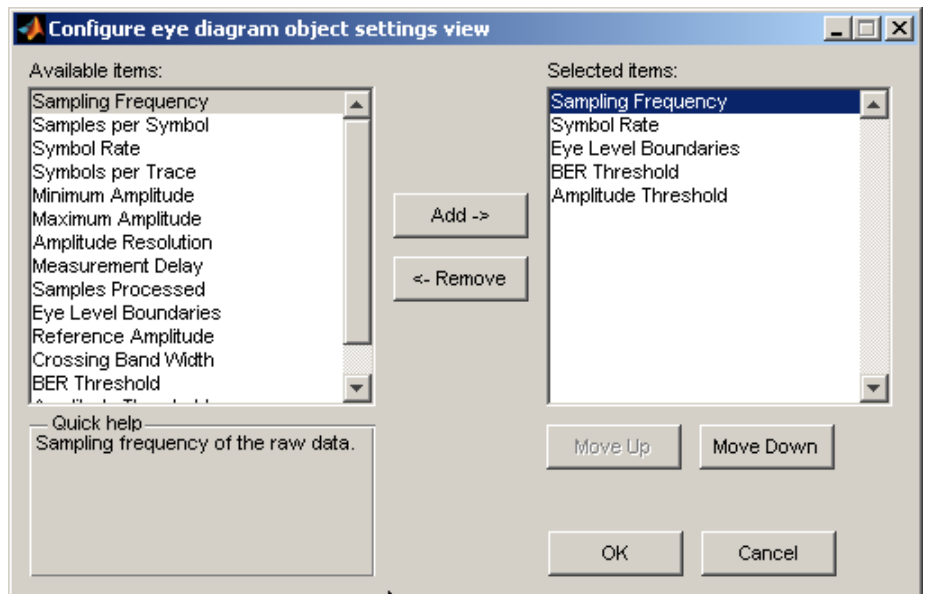 Configure eye diagram object settings view
Available items:
Sampling Frequency
Samples per Symbol
Symbol Rate
Symbols per Trace
Minimum Amplitude
Maximum Amplitude
Amplitude Resolution
Measurement Delay
Samples Processed
Eye Level Boundaries
Reference Amplitude
Crossing Band Width
BER Threshold
Add ->
<- Remove
Selected items:
Sampling Frequency
Symbol Rate
Eye Level Boundaries
BER Threshold
Amplitude Threshold
Quick help
Sampling frequency of the raw data.
Move Up
Move Down
OK
Cancel